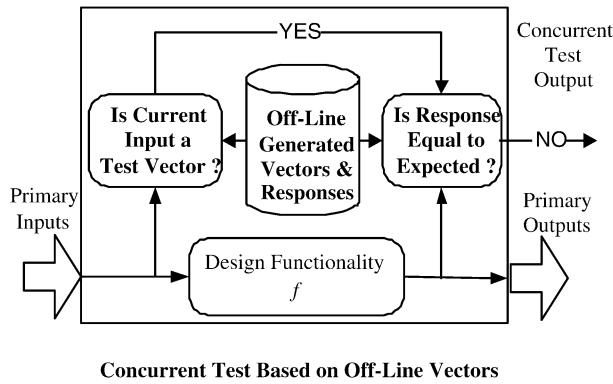 YES
Concurrent
Test
Output
Is Current
Input a
Test Vector ?
Off-Line
Generated
Vectors &
Responses
Is Response
Equal to
Expected ?
NO
Primary
Inputs
Primary
Outputs
Design Functionality
f
Concurrent Test Based on Off-Line Vectors